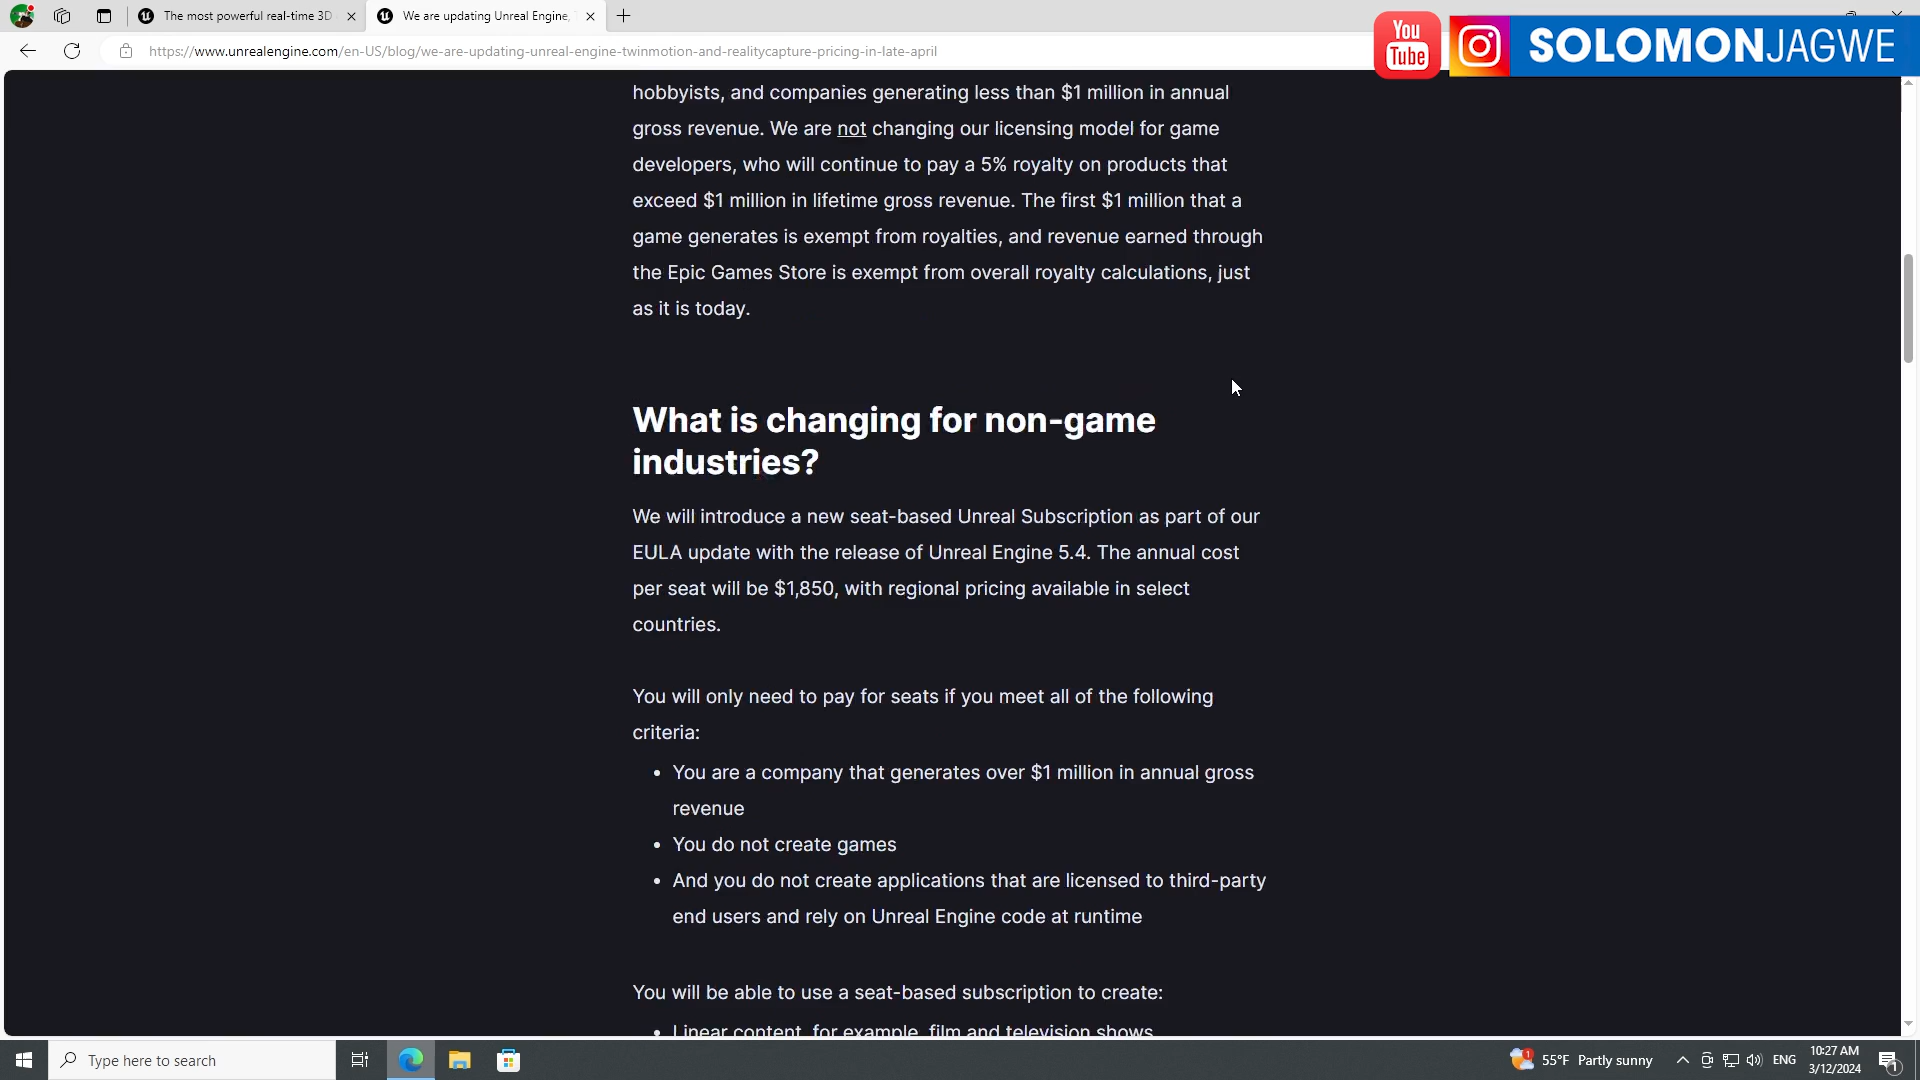 The most powerful real-time 3D
We are updating Unreal Engine,
https://www.unrealengine.com/en-US/blog/we-are-updating-unreal-engine-twinmotion-and-realitycapture-pricing-in-late-april
You
Tube
SOLOMONJAGWE
hobbyists, and companies generating less than $1 million in annual
gross revenue. We are not changing our licensing model for game
developers, who will continue to pay a 5% royalty on products that
exceed $1 million in lifetime gross revenue. The first $1 million that a
game generates is exempt from royalties, and revenue earned through
the Epic Games Store is exempt from overall royalty calculations, just
as it is today.
What is changing for non-game
industries?
We will introduce a new seat-based Unreal Subscription as part of our
EULA update with the release of Unreal Engine 5.4. The annual cost
per seat will be $1,850, with regional pricing available in select
countries.
You will only need to pay for seats if you meet all of the following
criteria:
• You are a company that generates over $1 million in annual gross
revenue
• You do not create games
• And you do not create applications that are licensed to third-party
end users and rely on Unreal Engine code at runtime
You will be able to use a seat-based subscription to create:
• Linear content, for example, film and television shows
Type here to search
1
55°F Partly sunny
ENG
10:27 AM
3/12/2024
1